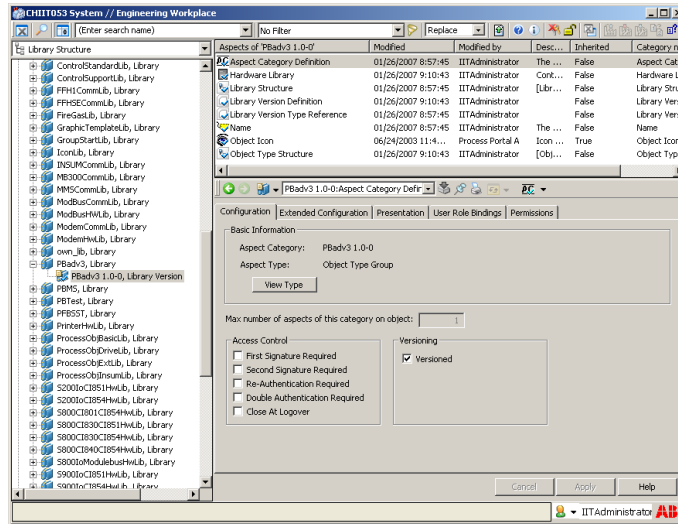 CHIIT053 System // Engineering Workplace
(Enter search name)
No Filter
Replace
Library Structure
ControlStandardLib, Library
ControlSupportLib, Library
FFH1CommLib, Library
FFHSECommLib, Library
FireGasLib, Library
GraphicTemplateLib, Library
GroupStartLib, Library
IconLib, Library
INSUMCommLib, Library
MB300CommLib, Library
MMSCommLib, Library
ModBusCommLib, Library
ModBusHWLib, Library
ModemCommLib, Library
ModemHwLib, Library
own_lib, Library
PBadv3, Library
PBadv3 1.0-0, Library Version
PBMS, Library
PBTest, Library
PFBSST, Library
PrinterHwLib, Library
ProcessObjBasicLib, Library
ProcessObjDriveLib, Library
ProcessObjExtLib, Library
ProcessObjInsumLib, Library
S200IoCI851HwLib, Library
S200IoCI854HwLib, Library
S800CI801CI854HwLib, Library
S800CI830CI851HwLib, Library
S800CI830CI854HwLib, Library
S800CI840CI854HwLib, Library
S800IoModulebusHwLib, Library
S900IoCI851HwLib, Library
S900IoCI854HwLib, Library
Aspects of 'PBadv3 1.0-0' Modified Modified by Desc... Inherited Category n
Aspect Category Definition 01/26/2007 8:57:45 IITAdministrator The ... False Aspect Cat
Hardware Library 01/26/2007 9:10:43 IITAdministrator Cont... False Hardware L
Library Structure 01/26/2007 8:57:45 IITAdministrator [Libr... False Library Stru
Library Version Definition 01/26/2007 9:10:43 IITAdministrator False Library Ver
Library Version Type Reference 01/26/2007 8:57:45 IITAdministrator False Library Ver
Name 01/26/2007 8:57:45 IITAdministrator The ... False Name
Object Icon 06/24/2003 11:4... Process Portal A Icon ... True Object Icon
Object Type Structure 01/26/2007 9:10:43 IITAdministrator [Obj... False Object Typ
PBadv3 1.0-0:Aspect Category Defir
Configuration Extended Configuration Presentation User Role Bindings Permissions
Basic Information
Aspect Category: PBadv3 1.0-0
Aspect Type: Object Type Group
View Type
Max number of aspects of this category on object: 1
Access Control
First Signature Required
Second Signature Required
Re-Authentication Required
Double Authentication Required
Close At Logover
Versioning
Versioned
Cancel Apply Help
IITAdministrator ABB